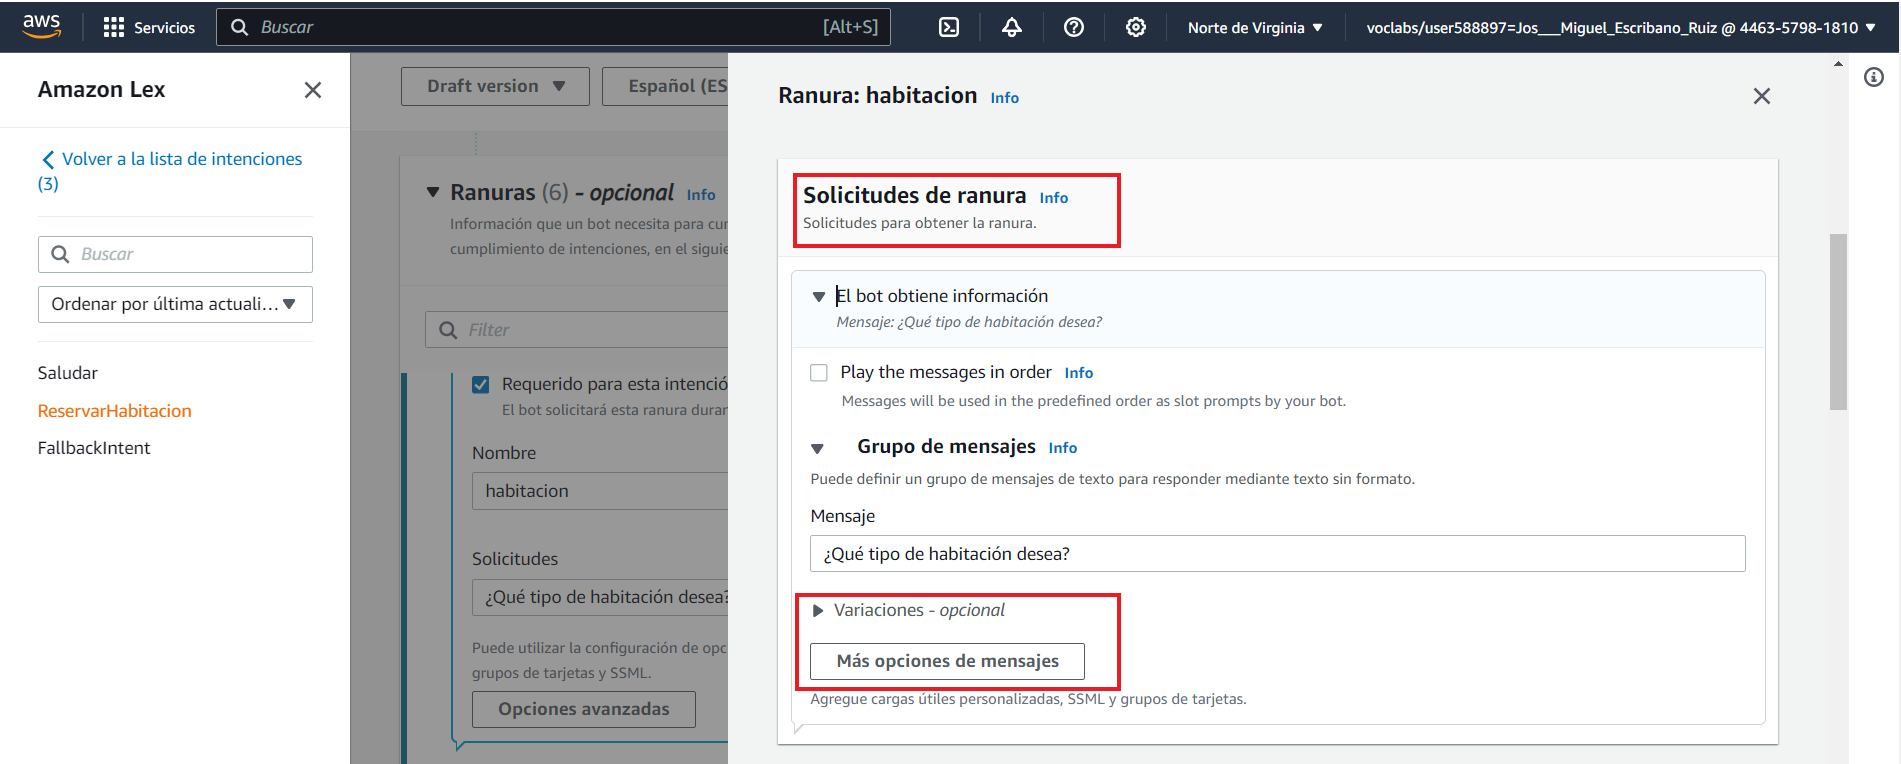 aws
Servicios
Buscar
[Alt+S]
Norte de Virginia
voclabs/user588897=Jos___Miguel_Escribano_Ruiz @ 4463-5798-1810
Amazon Lex
Volver a la lista de intenciones
(3)
Buscar
Ordenar por última actuali...
Saludar
ReservarHabitacion
FallbackIntent
Draft version
Español (ES
Ranuras (6) - opcional Info
Información que un bot necesita para cur
cumplimiento de intenciones, en el siguie
Filter
Requerido para esta intenció
El bot solicitará esta ranura durar
Nombre
habitacion
Solicitudes
¿Qué tipo de habitación desea?
Puede utilizar la configuración de opc
grupos de tarjetas y SSML.
Opciones avanzadas
Ranura: habitacion Info
Solicitudes de ranura Info
Solicitudes para obtener la ranura.
El bot obtiene información
Mensaje: ¿Qué tipo de habitación desea?
Play the messages in order Info
Messages will be used in the predefined order as slot prompts by your bot.
Grupo de mensajes Info
Puede definir un grupo de mensajes de texto para responder mediante texto sin formato.
Mensaje
¿Qué tipo de habitación desea?
Variaciones - opcional
Más opciones de mensajes
Agregue cargas útiles personalizadas, SSML y grupos de tarjetas.